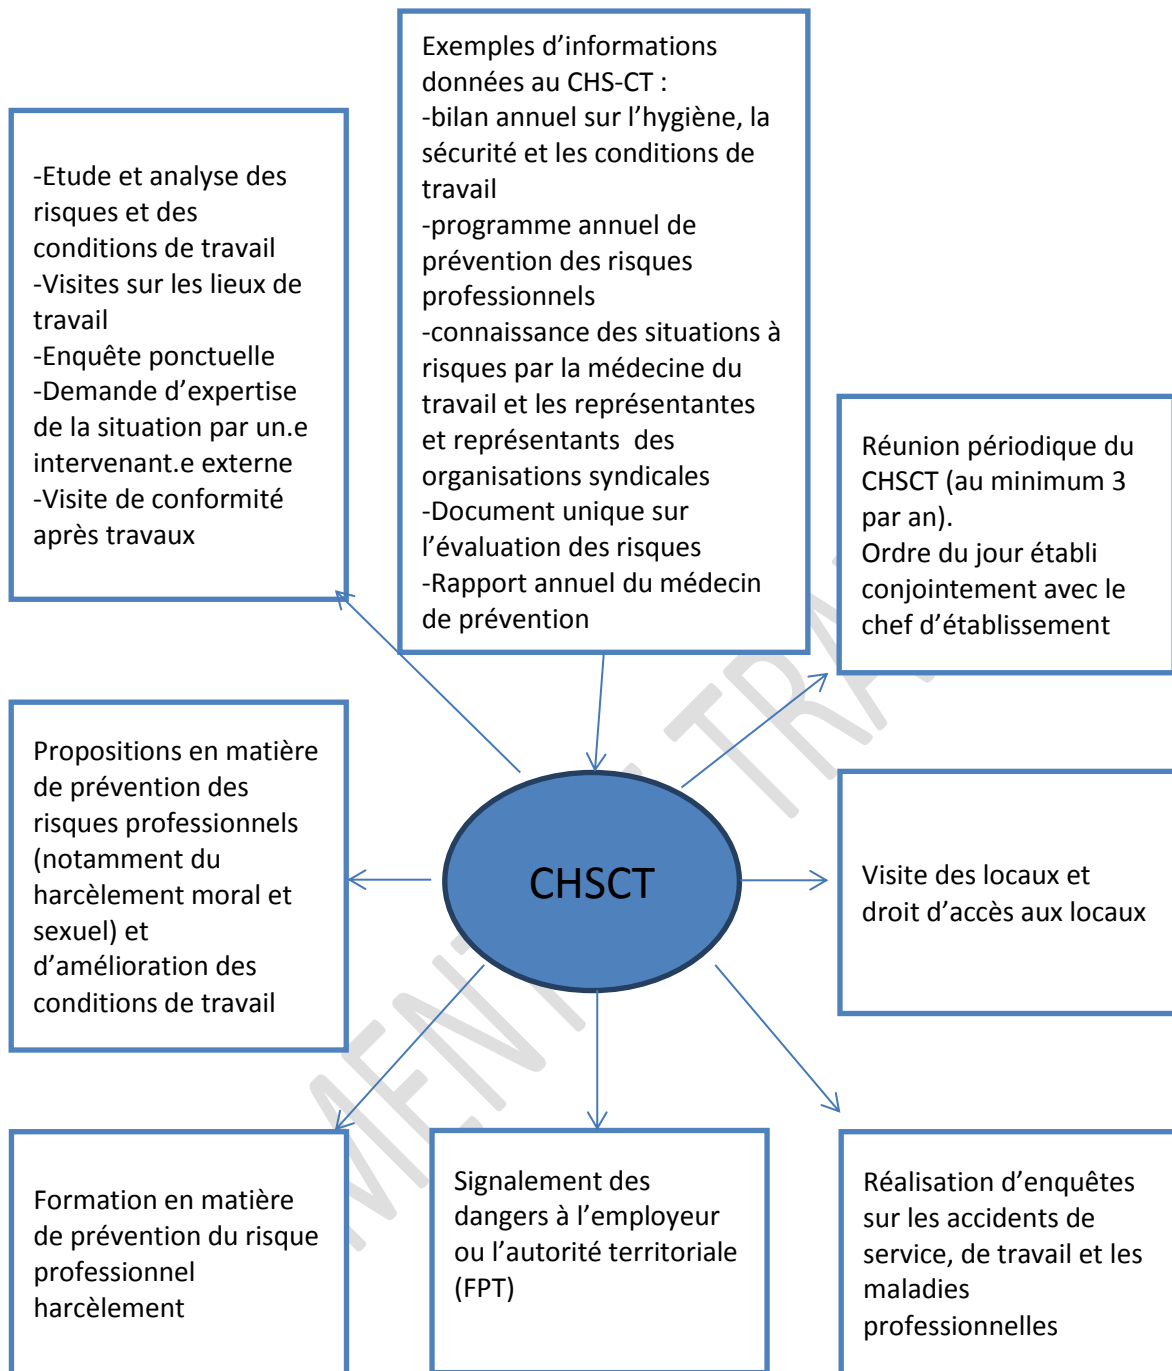 Exemples d’informations
données au CHS-CT :
-bilan annuel sur l’hygiène, la
sécurité et les conditions de
travail
-programme annuel de
prévention des risques
professionnels
-connaissance des situations à
risques par la médecine du
travail et les représentantes
et représentants des
organisations syndicales
-Document unique sur
l’évaluation des risques
-Rapport annuel du médecin
de prévention
-Etude et analyse des
risques et des
conditions de travail
-Visites sur les lieux de
travail
-Enquête ponctuelle
-Demande d’expertise
de la situation par un.e
intervenant.e externe
-Visite de conformité
après travaux
Réunion périodique du
CHSCT (au minimum 3
par an).
Ordre du jour établi
conjointement avec le
chef d’établissement
Propositions en matière
de prévention des
risques professionnels
(notamment du
harcèlement moral et
sexuel) et
d’amélioration des
conditions de travail
CHSCT
Visite des locaux et
droit d’accès aux locaux
Formation en matière
de prévention du risque
professionnel
harcèlement
Signalement des
dangers à l’employeur
ou l’autorité territoriale
(FPT)
Réalisation d’enquêtes
sur les accidents de
service, de travail et les
maladies
professionnelles